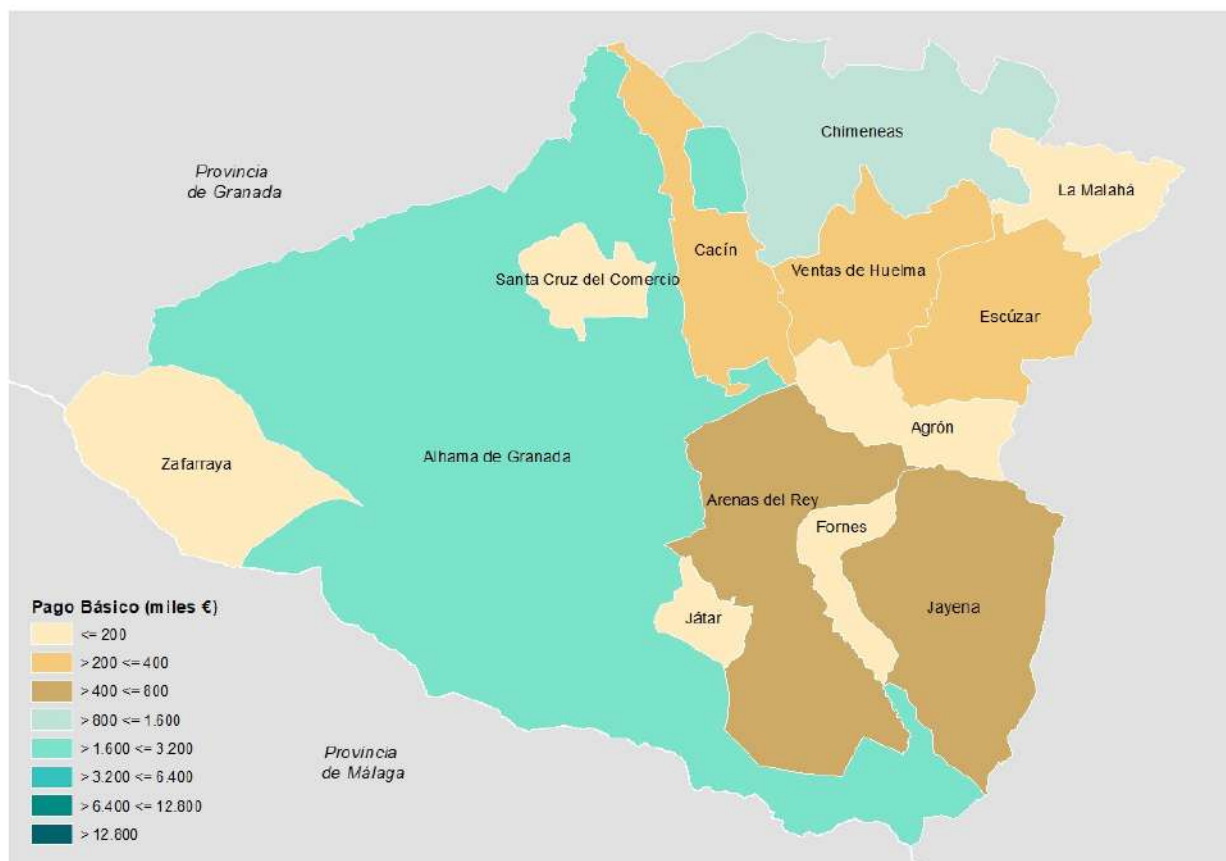 Chimeneas
Provincia
de Granada
La Malahá
Cacín
Ventas de Huelma
Santa Cruz del Comercio
Escúzar
Agrón
Zafarraya
Alhama de Granada
Arenas del Rey
Fornes
Játar
Jayena
Provincia
de Málaga
Pago Básico (miles €)
<= 200
> 200 <= 400
> 400 <= 800
> 800 <= 1.600
> 1.600 <= 3.200
> 3.200 <= 6.400
> 6.400 <= 12.800
> 12.800